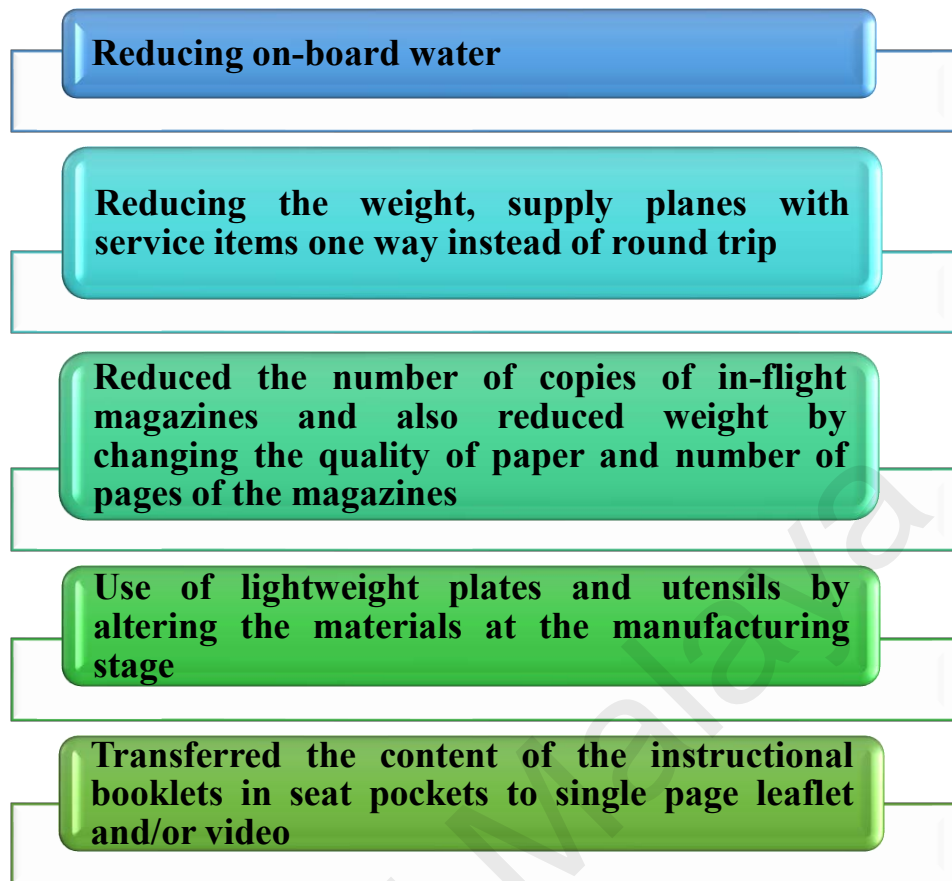 Reducing on-board water
Reducing the weight, supply planes with
service items one way instead of round trip
Reduced the number of copies of in-flight
magazines and also reduced weight by
changing the quality of paper and number of
pages of the magazines
Use of lightweight plates and utensils by
altering the materials at the manufacturing
stage
Transferred the content of the instructional
booklets in seat pockets to single page leaflet
and/or video
Malaya